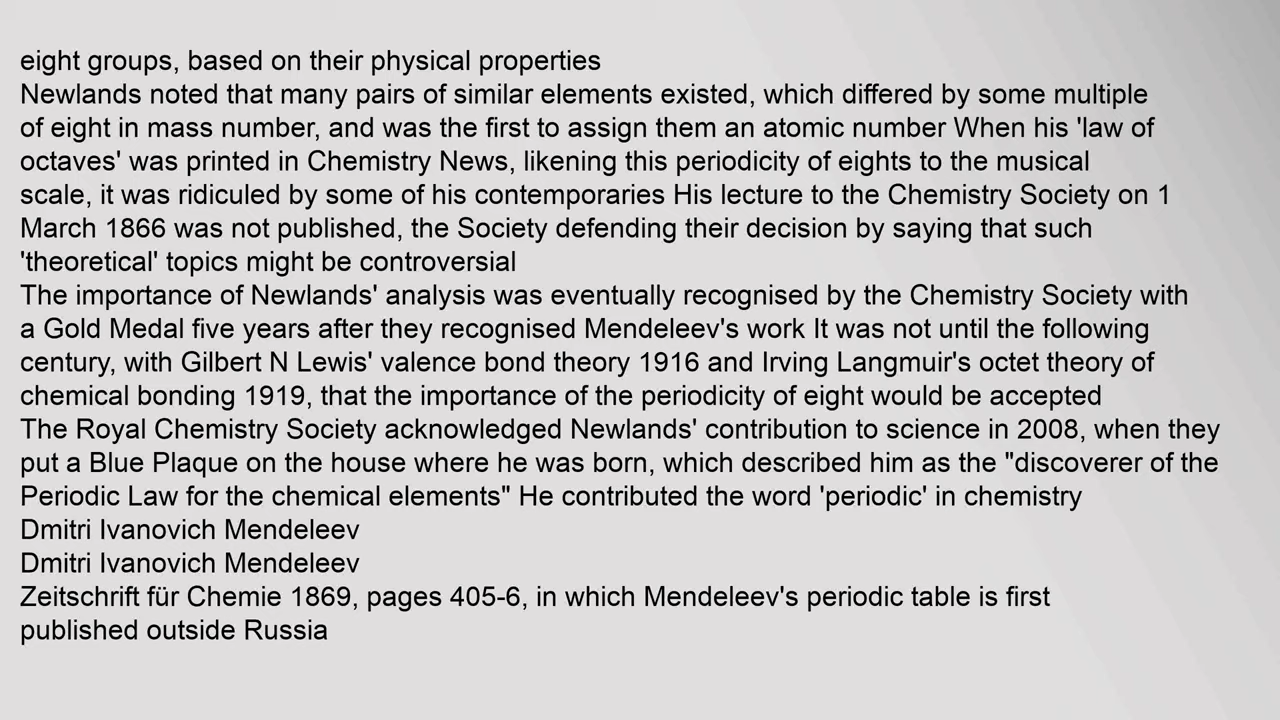 eight groups, based on their physical properties
Newlands noted that many pairs of similar elements existed, which differed by some multiple
of eight in mass number, and was the first to assign them an atomic number When his 'law of
octaves' was printed in Chemistry News, likening this periodicity of eights to the musical
scale, it was ridiculed by some of his contemporaries His lecture to the Chemistry Society on 1
March 1866 was not published, the Society defending their decision by saying that such
'theoretical' topics might be controversial
The importance of Newlands' analysis was eventually recognised by the Chemistry Society with
a Gold Medal five years after they recognised Mendeleev's work It was not until the following
century, with Gilbert N Lewis' valence bond theory 1916 and Irving Langmuir's octet theory of
chemical bonding 1919, that the importance of the periodicity of eight would be accepted
The Royal Chemistry Society acknowledged Newlands' contribution to science in 2008, when they
put a Blue Plaque on the house where he was born, which described him as the "discoverer of the
Periodic Law for the chemical elements" He contributed the word 'periodic' in chemistry
Dmitri Ivanovich Mendeleev
Dmitri Ivanovich Mendeleev
Zeitschrift für Chemie 1869, pages 405-6, in which Mendeleev's periodic table is first
published outside Russia